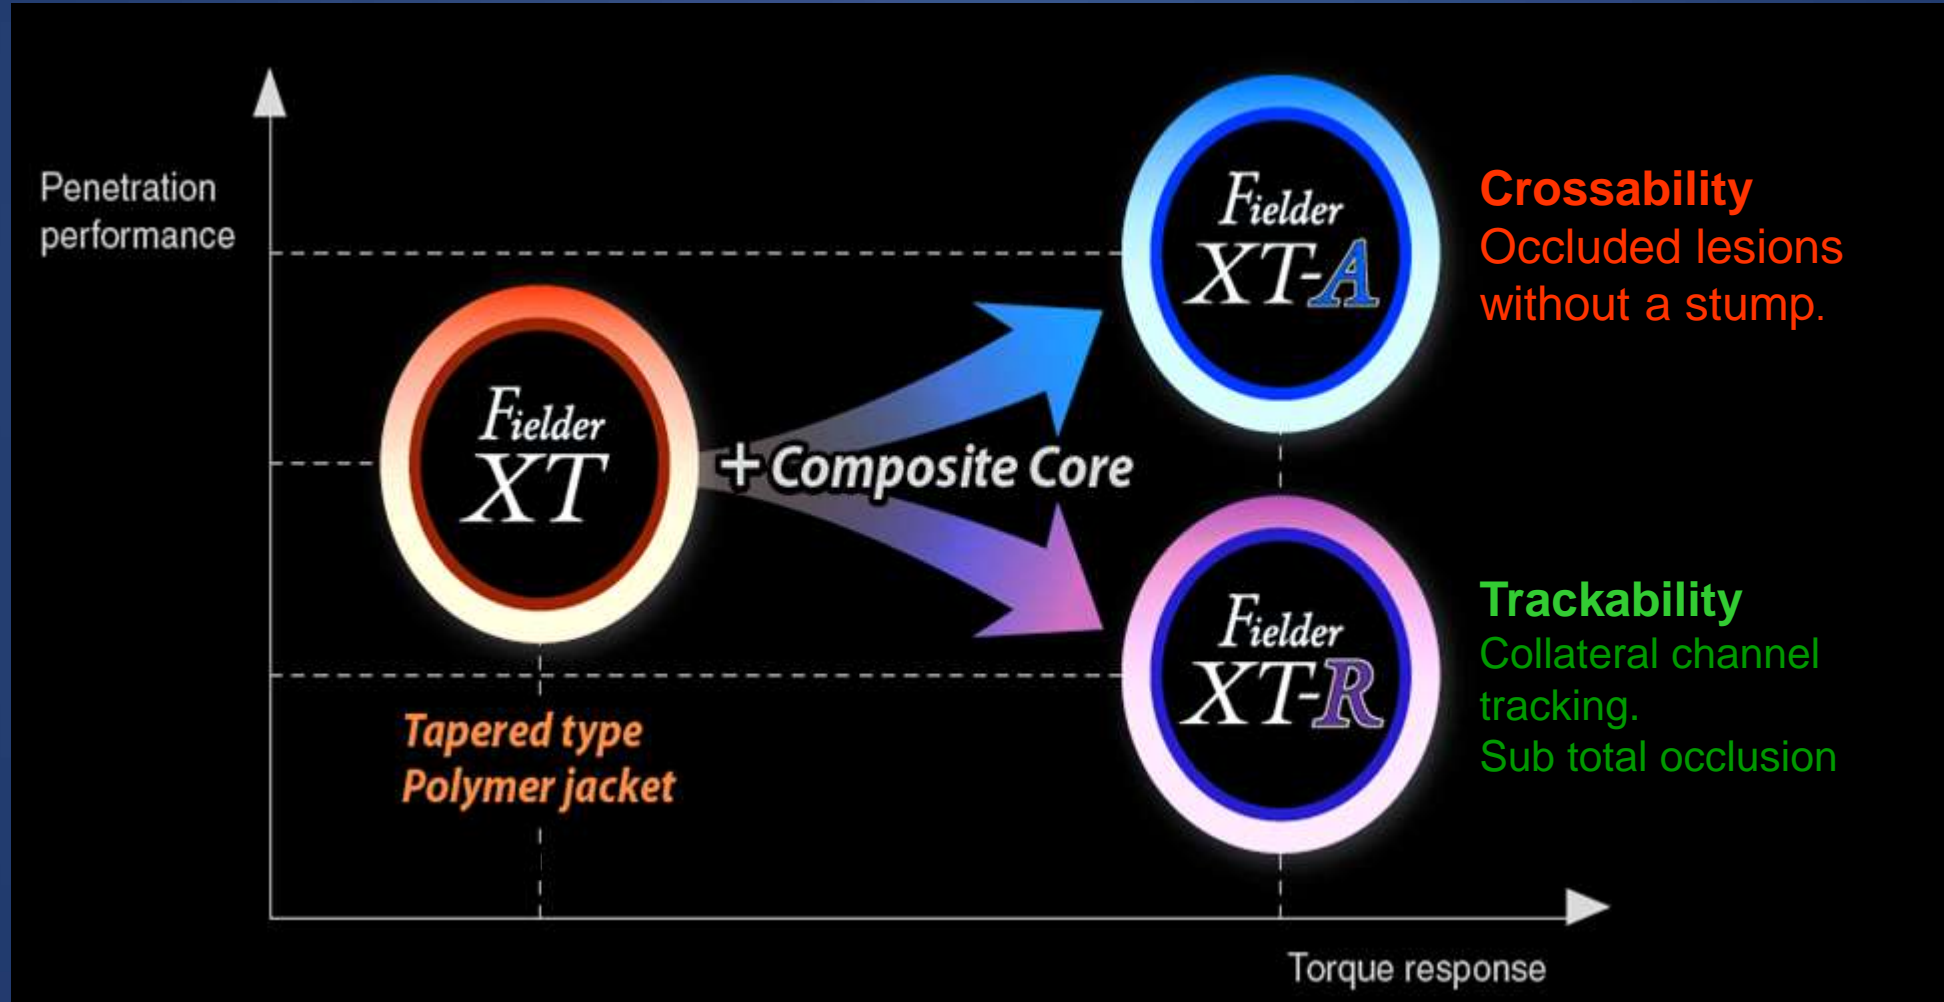 Penetration
performance
Fielder
XT
Tapered type
Polymer jacket
+ Composite Core
Fielder
XT-A
Crossability
Occluded lesions
without a stump.
Fielder
XT-R
Trackability
Collateral channel
tracking.
Sub total occlusion
Torque response